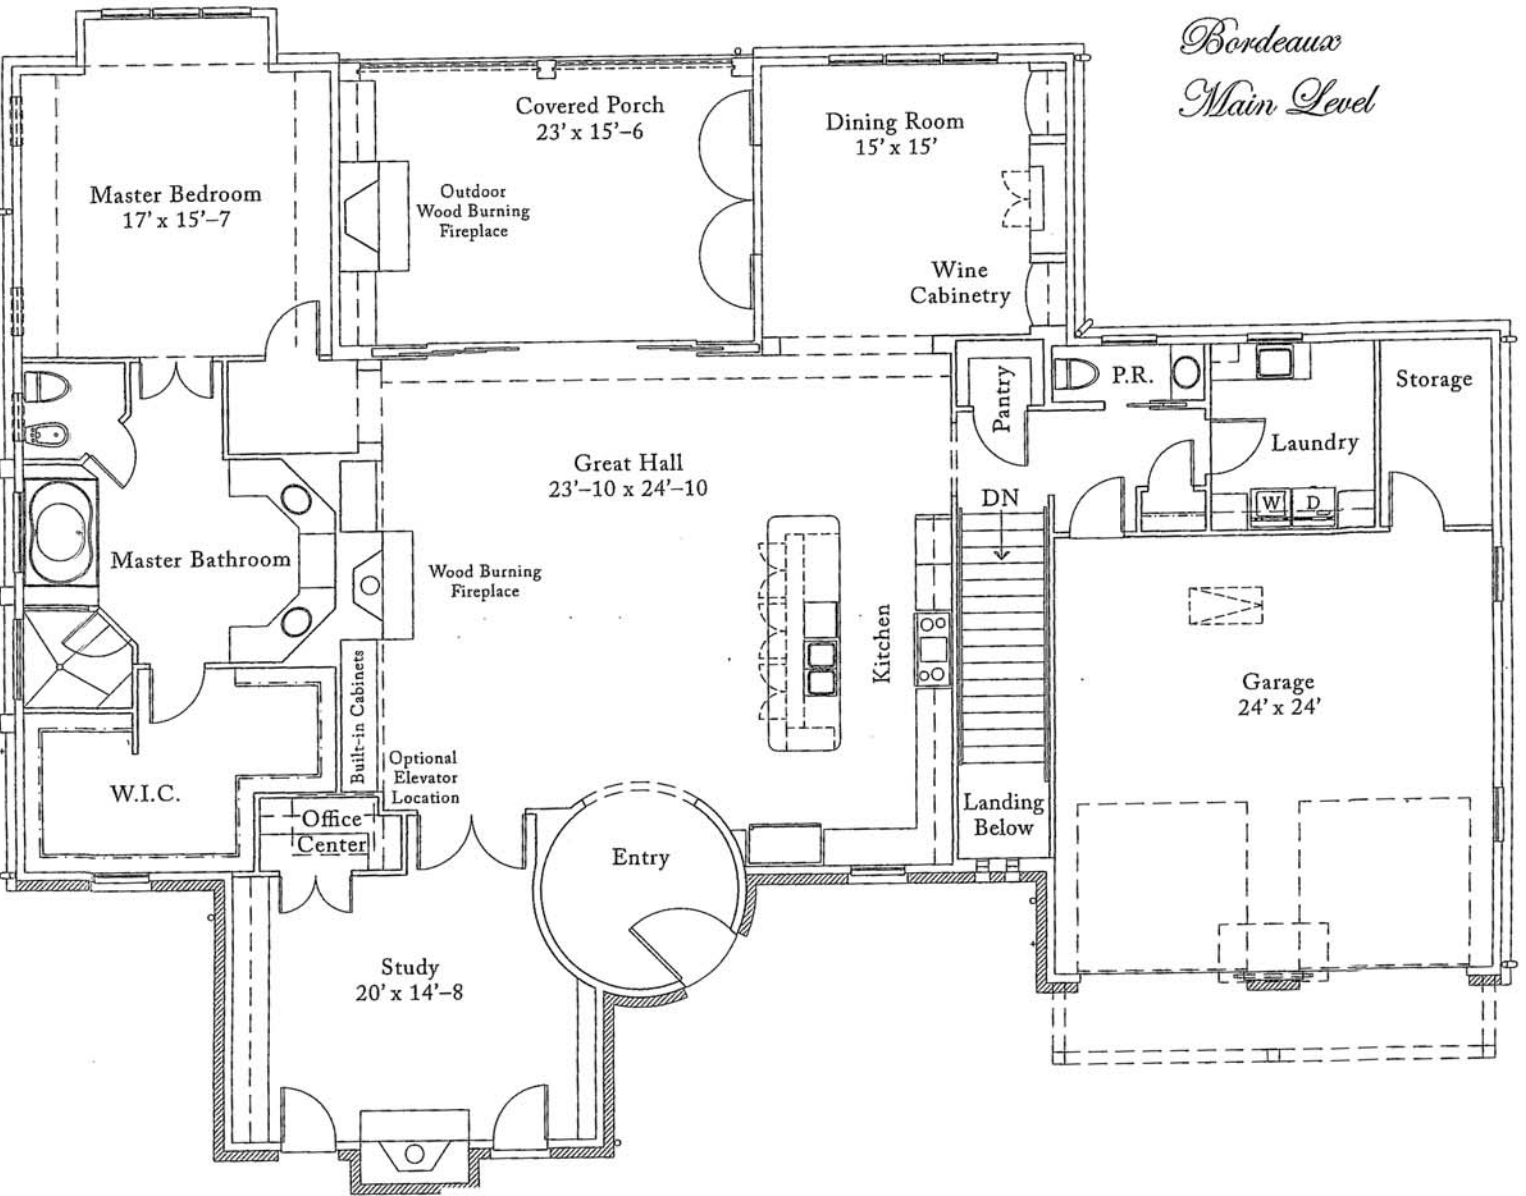 Bordeaux
Main Level
Covered Porch
23' x 15'–6
Dining Room
15' x 15'
Master Bedroom
17' x 15'–7
Outdoor
Wood Burning
Fireplace
Wine
Cabinetry
Pantry
P.R.
Storage
Laundry
Great Hall
23'–10 x 24'–10
DN
W
D
Master Bathroom
Wood Burning
Fireplace
Kitchen
Garage
24' x 24'
Built–in Cabinets
Optional
Elevator
Location
W.I.C.
Office
Center
Landing
Below
Entry
Study
20' x 14'–8